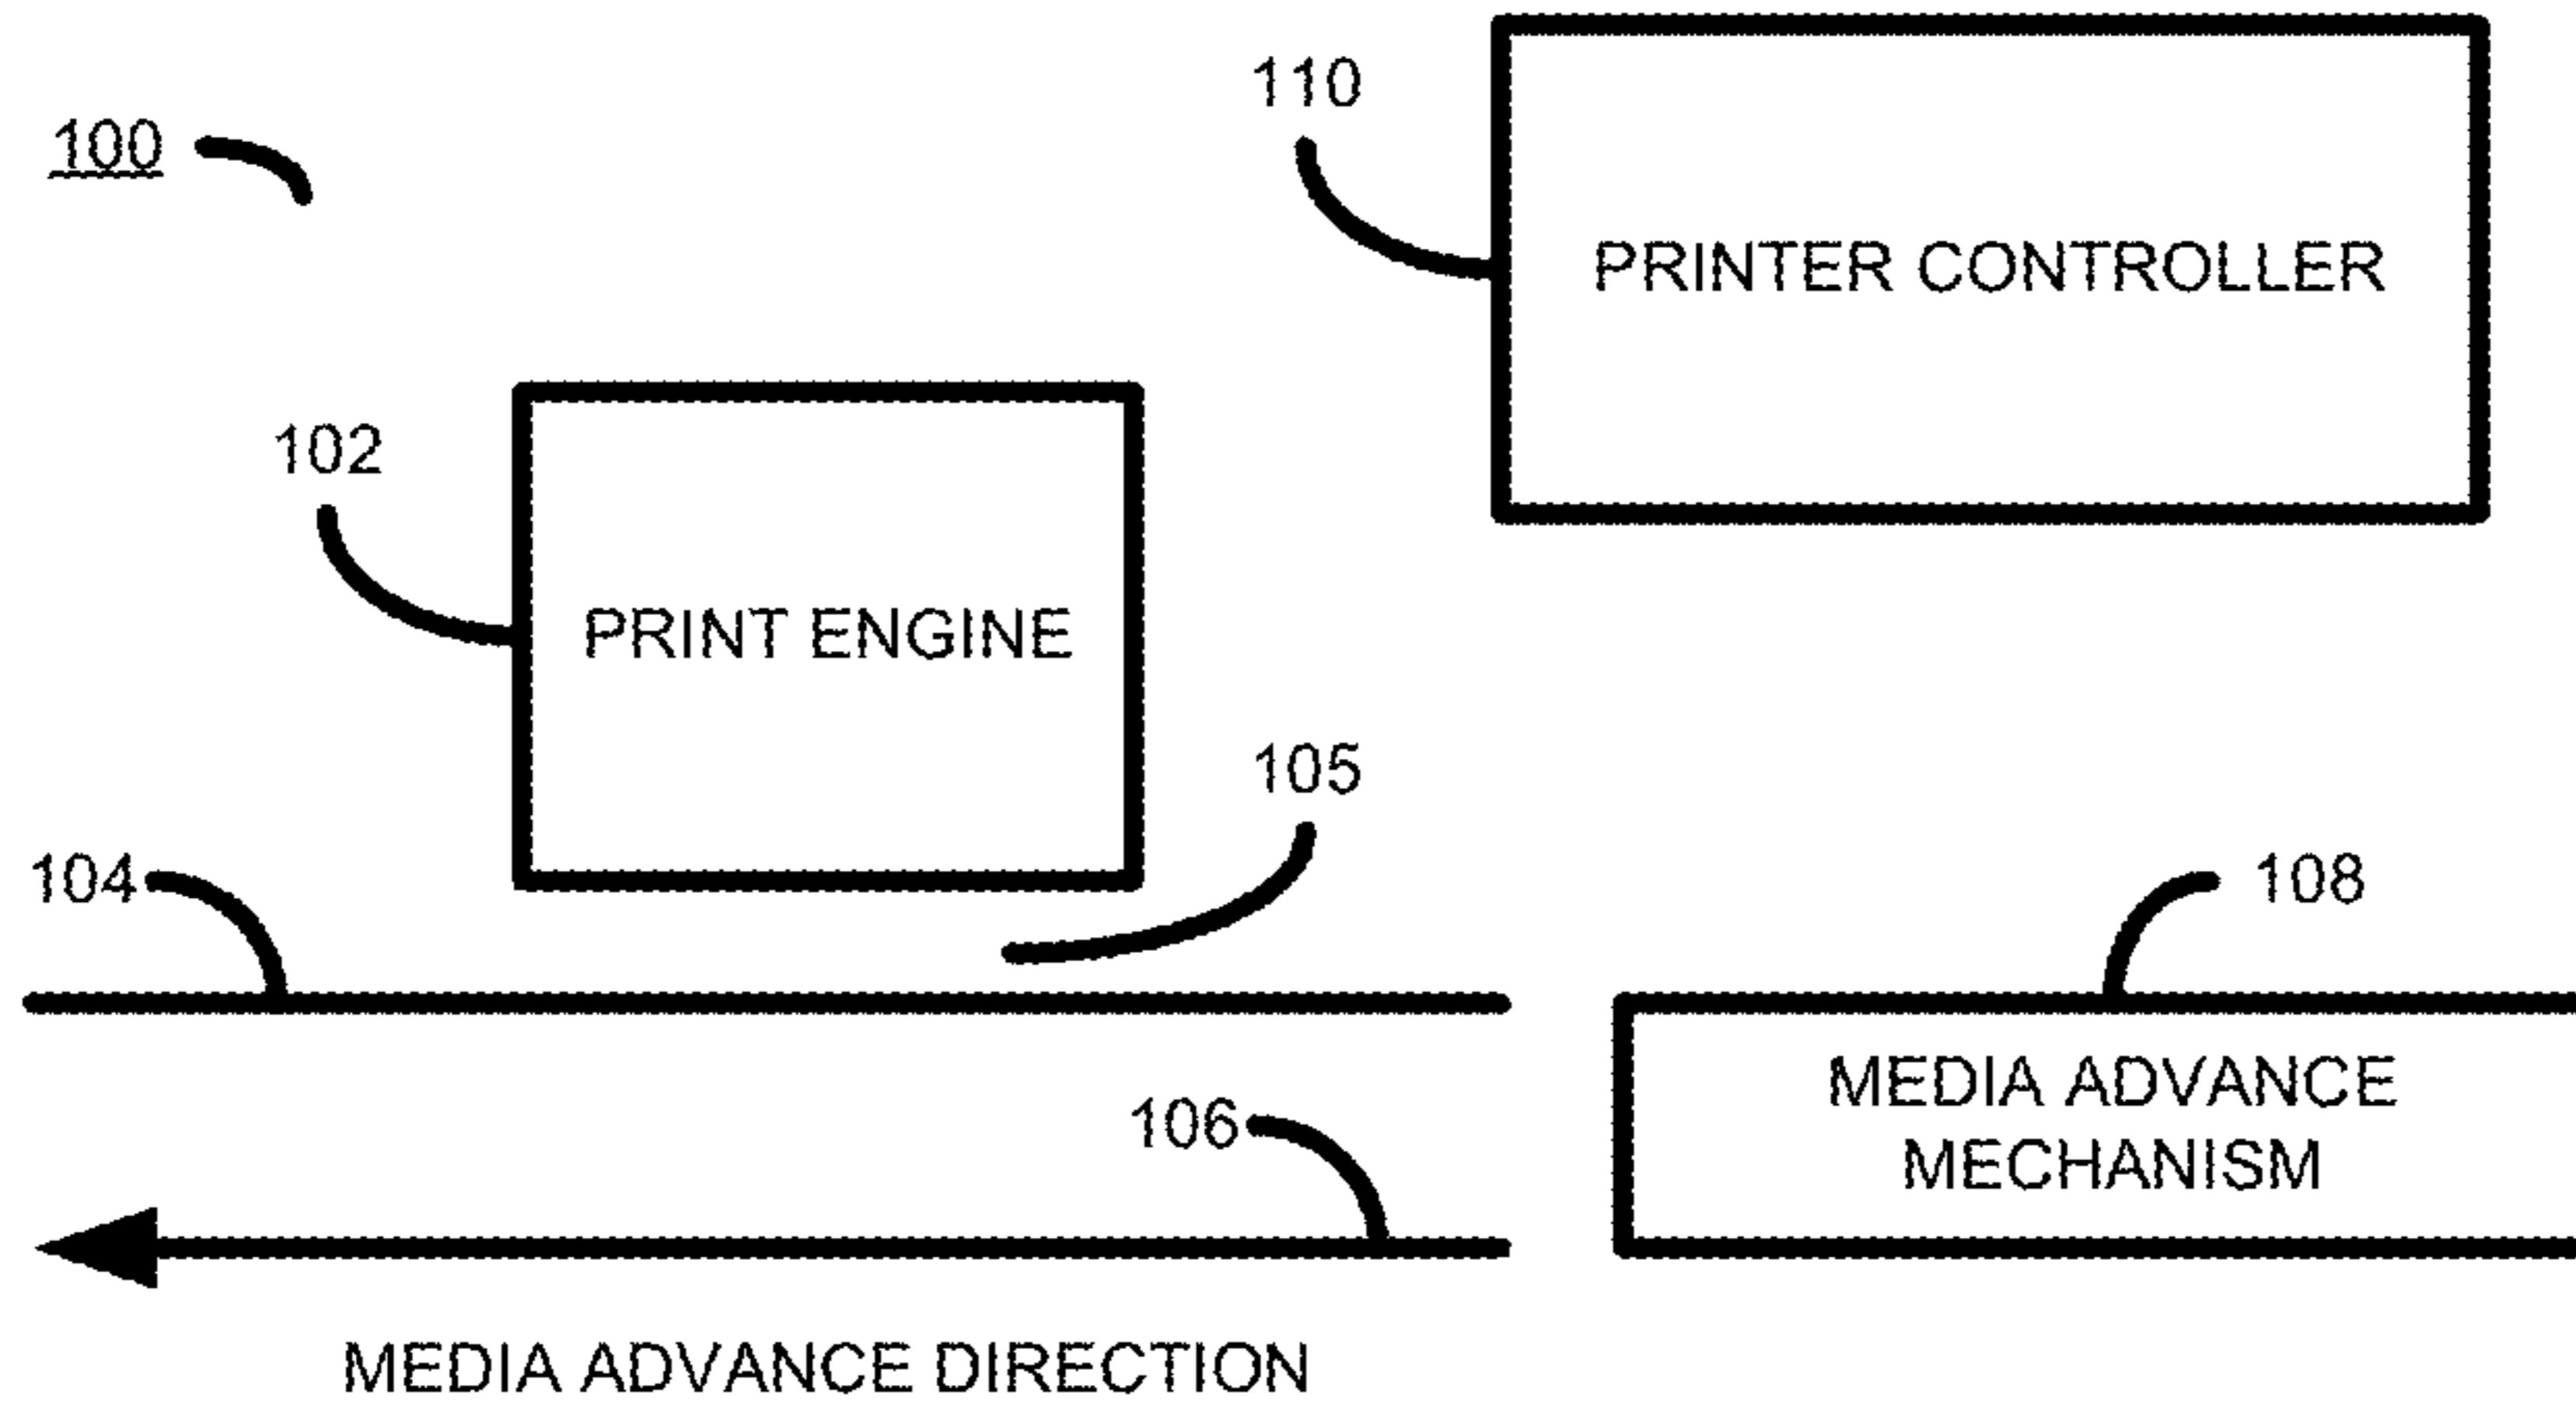 110
100
PRINTER CONTROLLER
102
PRINT ENGINE
105
104
108
MEDIA ADVANCE
MECHANISM
106
MEDIA ADVANCE DIRECTION